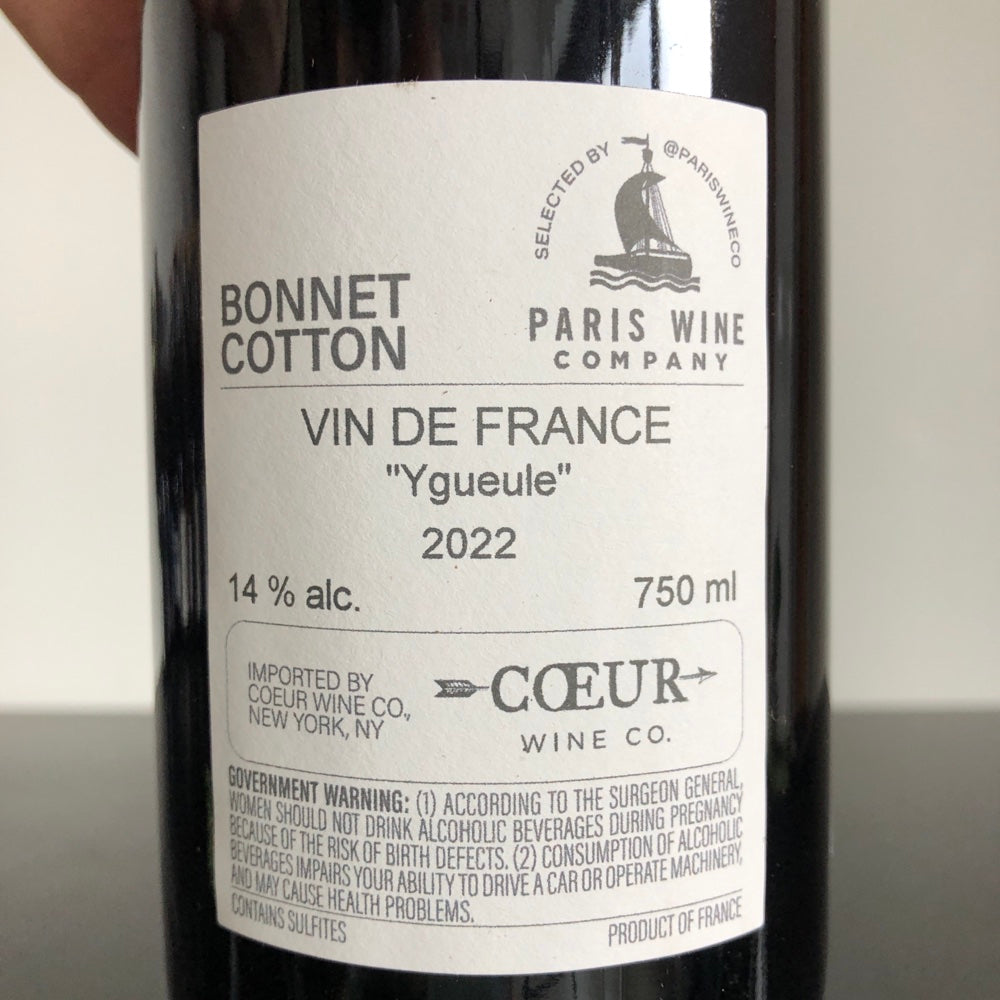 SELECTED BY @PARISWINECO
BONNET
COTTON
PARIS WINE
COMPANY
VIN DE FRANCE
"Ygueule"
2022
14 % alc.
750 ml
IMPORTED BY
COEUR WINE CO.,
NEW YORK, NY
CŒUR
WINE CO.
GOVERNMENT WARNING: (1) ACCORDING TO THE SURGEON GENERAL,
WOMEN SHOULD NOT DRINK ALCOHOLIC BEVERAGES DURING PREGNANCY
BECAUSE OF THE RISK OF BIRTH DEFECTS. (2) CONSUMPTION OF ALCOHOLIC
BEVERAGES IMPAIRS YOUR ABILITY TO DRIVE A CAR OR OPERATE MACHINERY,
AND MAY CAUSE HEALTH PROBLEMS.
CONTAINS SULFITES
PRODUCT OF FRANCE